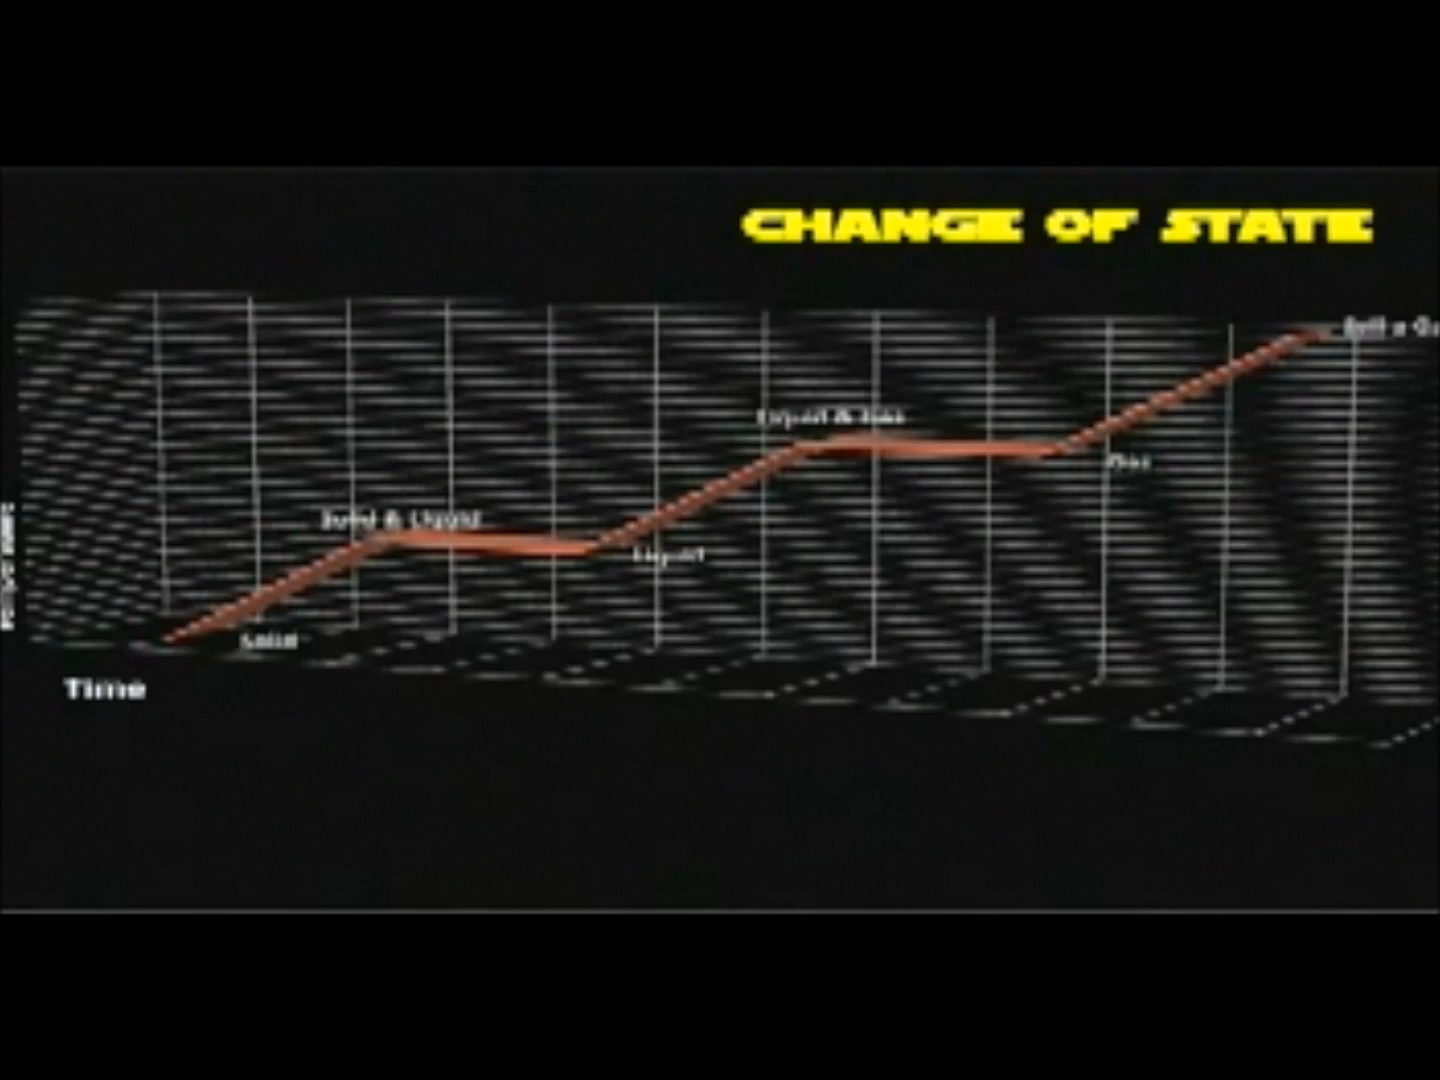 CHANGE OF STATE
Liquid & Gas
Gas
Solid & Liquid
Liquid
Solid
Time